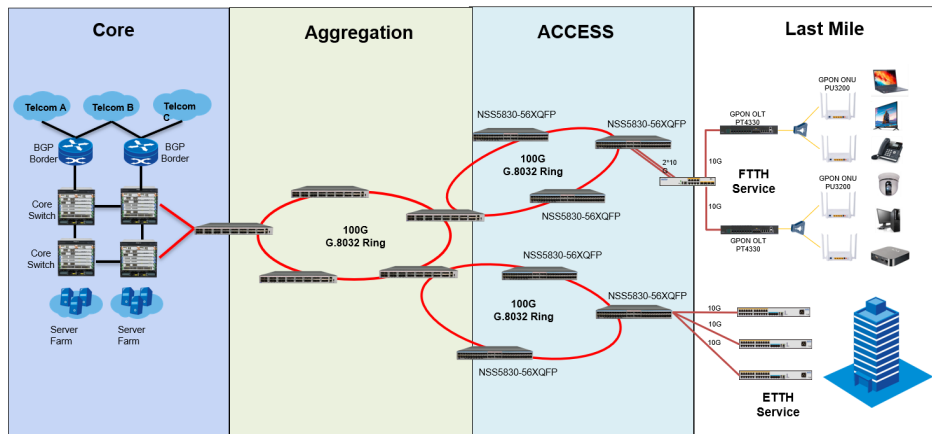 Core
Aggregation
ACCESS
Last Mile
Telcom A
Telcom B
Telcom
C
BGP
Border
BGP
Border
Core
Switch
Core
Switch
Server
Farm
Server
Farm
100G
G.8032 Ring
NSS5830-56XQFP
NSS5830-56XQFP
100G
G.8032 Ring
NSS5830-56XQFP
2*10
G
NSS5830-56XQFP
NSS5830-56XQFP
100G
G.8032 Ring
NSS5830-56XQFP
GPON ONU
PU3200
GPON OLT
PT4330
10G
FTTH
Service
GPON ONU
PU3200
10G
GPON OLT
PT4330
10G
10G
10G
ETTH
Service